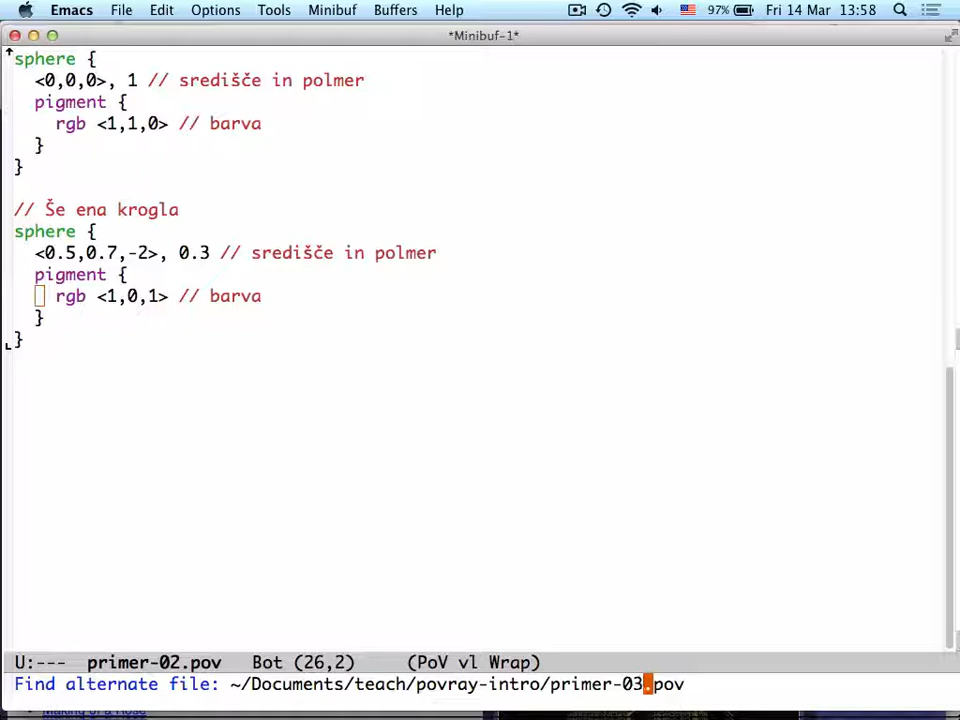 Emacs File Edit Options Tools Minibuf Buffers Help 97% Fri 14 Mar 13:58
*Minibuf-1*
sphere {
<0,0,0>, 1 // središče in polmer
pigment {
rgb <1,1,0> // barva
}
}
// Še ena krogla
sphere {
<0.5,0.7,-2>, 0.3 // središče in polmer
pigment {
rgb <1,0,1> // barva
}
}
U:--- primer-02.pov Bot (26,2) (PoV vl Wrap)
Find alternate file: ~/Documents/teach/povray-intro/primer-03.pov